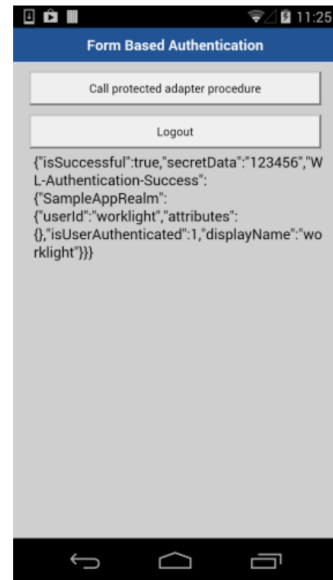 11:25
Form Based Authentication
Call protected adapter procedure
Logout
{"isSuccessful":true,"secretData":"123456","W
L-Authentication-Success":
{"SampleAppRealm":
{"userId":"worklight","attributes":
{},"isUserAuthenticated":1,"displayName":"wo
rklight"}}}